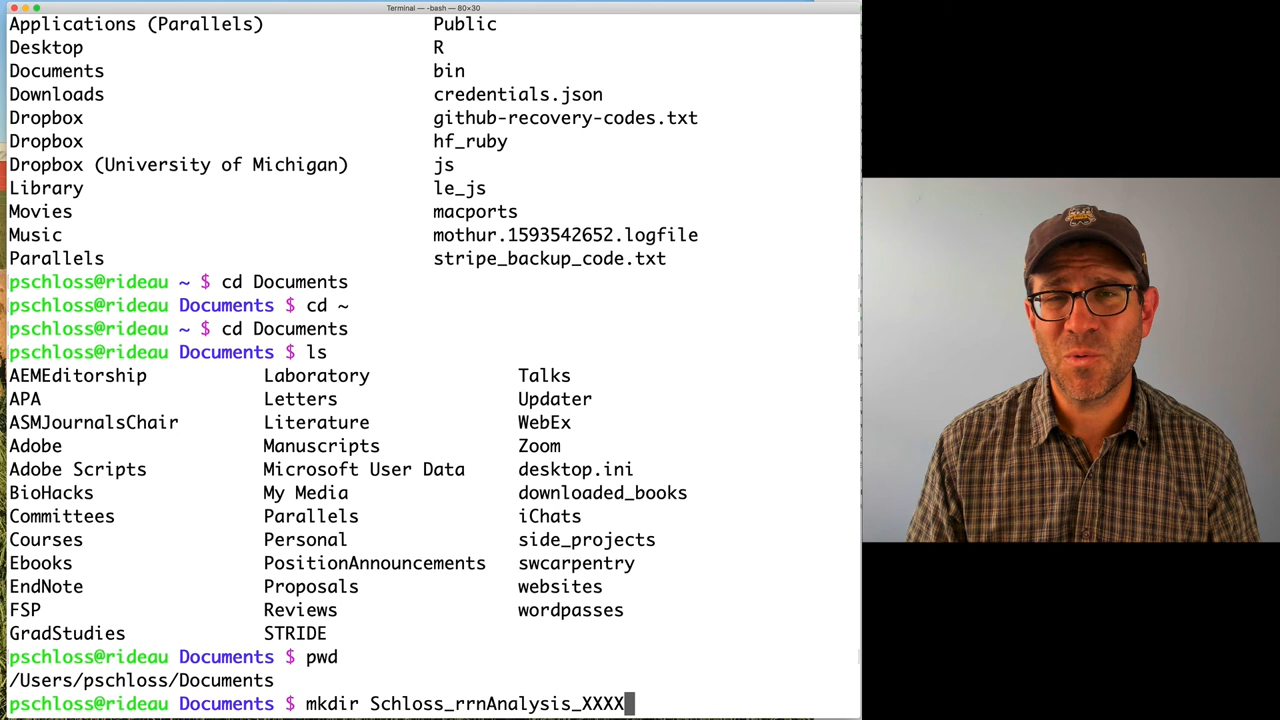 Terminal — -bash — 80×30
Applications (Parallels) Public
Desktop R
Documents bin
Downloads credentials.json
Dropbox github-recovery-codes.txt
Dropbox hf_ruby
Dropbox (University of Michigan) js
Library le_js
Movies macports
Music mothur.1593542652.logfile
Parallels stripe_backup_code.txt
pschloss@rideau ~ $ cd Documents
pschloss@rideau Documents $ cd ~
pschloss@rideau ~ $ cd Documents
pschloss@rideau Documents $ ls
AEMEditorship Laboratory Talks
APA Letters Updater
ASMJournalsChair Literature WebEx
Adobe Manuscripts Zoom
Adobe Scripts Microsoft User Data desktop.ini
BioHacks My Media downloaded_books
Committees Parallels iChats
Courses Personal side_projects
Ebooks PositionAnnouncements swcarpentry
EndNote Proposals websites
FSP Reviews wordpasses
GradStudies STRIDE
pschloss@rideau Documents $ pwd
/Users/pschloss/Documents
pschloss@rideau Documents $ mkdir Schloss_rrnAnalysis_XXXX